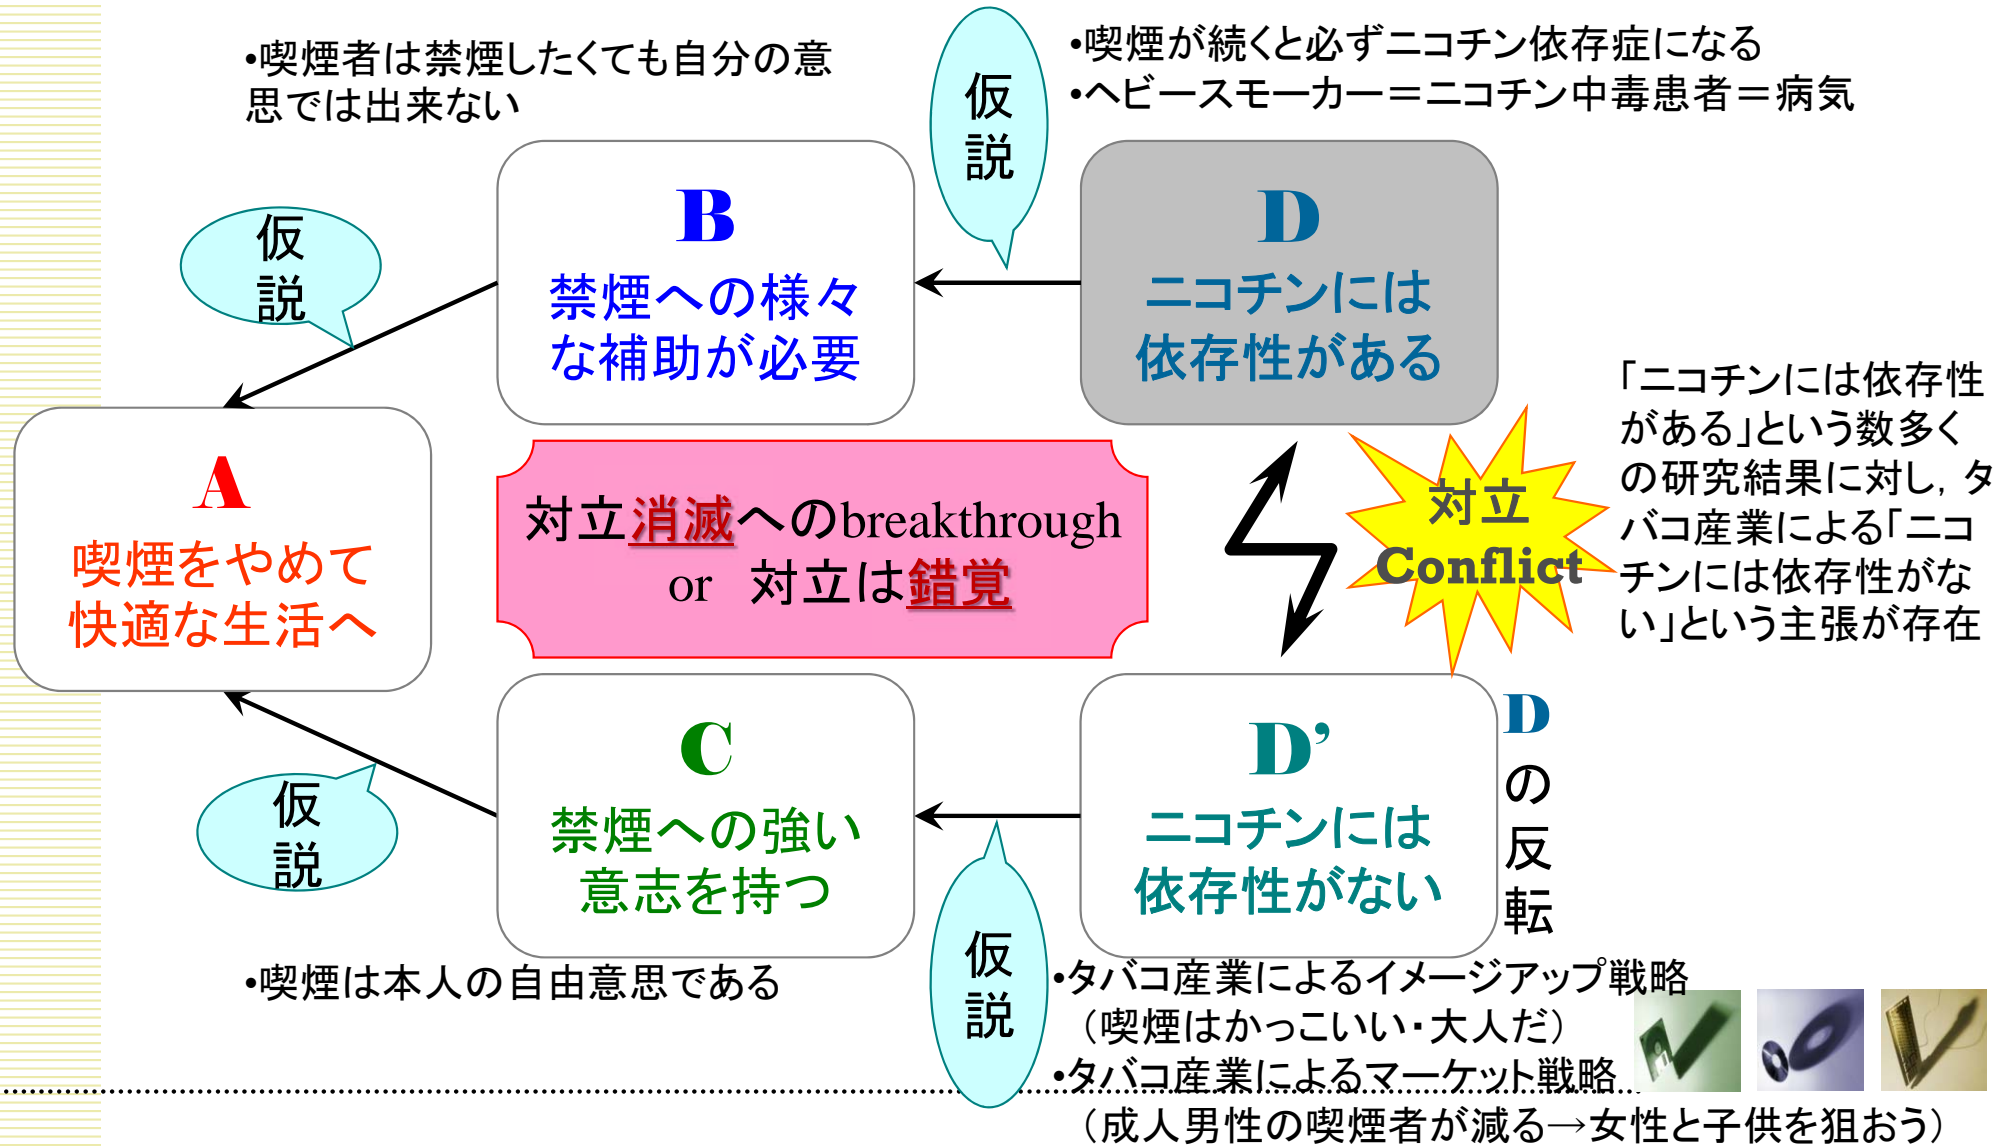 •喫煙者は禁煙したくても自分の意
思では出来ない
仮
説
•喫煙が続くと必ずニコチン依存症になる
•ヘビースモーカー＝ニコチン中毒患者＝病気
仮
説
B
禁煙への様々
な補助が必要
D
ニコチンには
依存性がある
A
喫煙をやめて
快適な生活へ
対立消滅へのbreakthrough
or 対立は錯覚
対立
Conflict
「ニコチンには依存性
がある」という数多く
の研究結果に対し，タ
バコ産業による「ニコ
チンには依存性がな
い」という主張が存在
C
禁煙への強い
意志を持つ
D’
ニコチンには
依存性がない
D
の
反
転
仮
説
•喫煙は本人の自由意思である
仮
説
•タバコ産業によるイメージアップ戦略
（喫煙はかっこいい・大人だ）
•タバコ産業によるマーケット戦略
（成人男性の喫煙者が減る→女性と子供を狙おう）